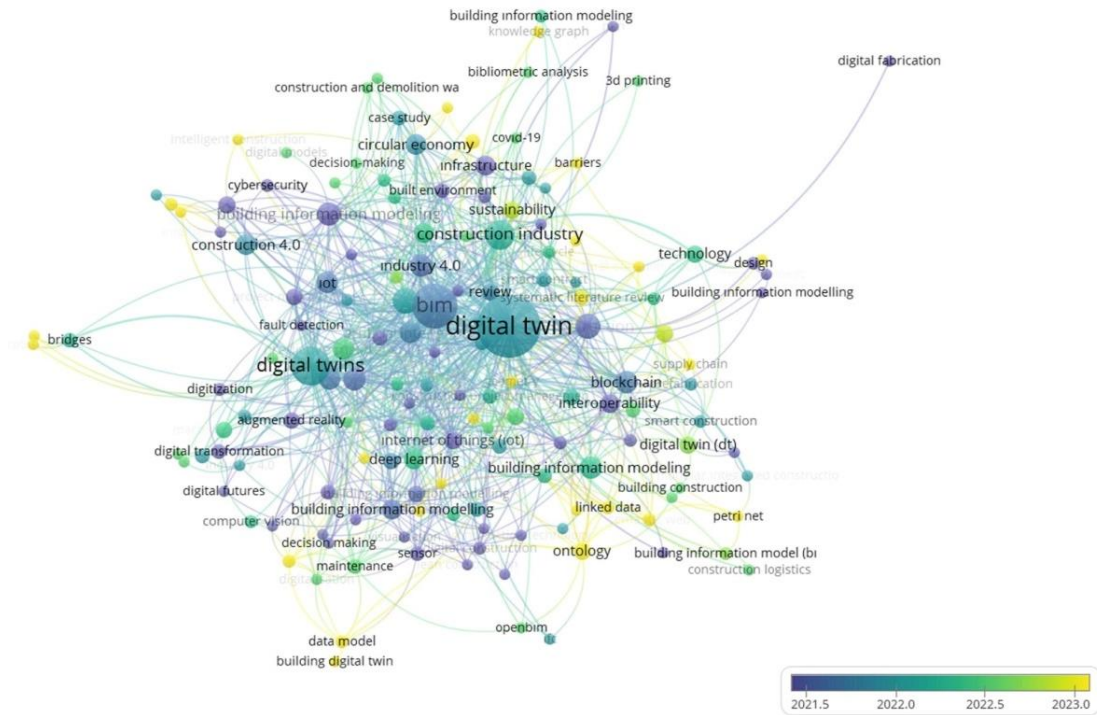 building information modeling
knowledge graph
digital fabrication
bibliometric analysis
3d printing
construction and demolition wa
case study
covid-19
intelligent construction
circular economy
digital models
decision-making
infrastructure
barriers
cybersecurity
built environment
building information modeling
sustainability
construction industry
construction 4.0
technology
design
industry 4.0
iot
review
building information modelling
systematic literature review
bim
digital twin
fault detection
bridges
digital twins
supply chain
blockchain
digitization
interoperability
augmented reality
smart construction
internet of things (iot)
digital twin (dt)
digital transformation
deep learning
building information modeling
digital futures
building construction
building information modelling
linked data
computer vision
petri net
decision making
sensor
ontology
building information model (bi
maintenance
construction logistics
openbim
data model
building digital twin
2021.5
2022.0
2022.5
2023.0